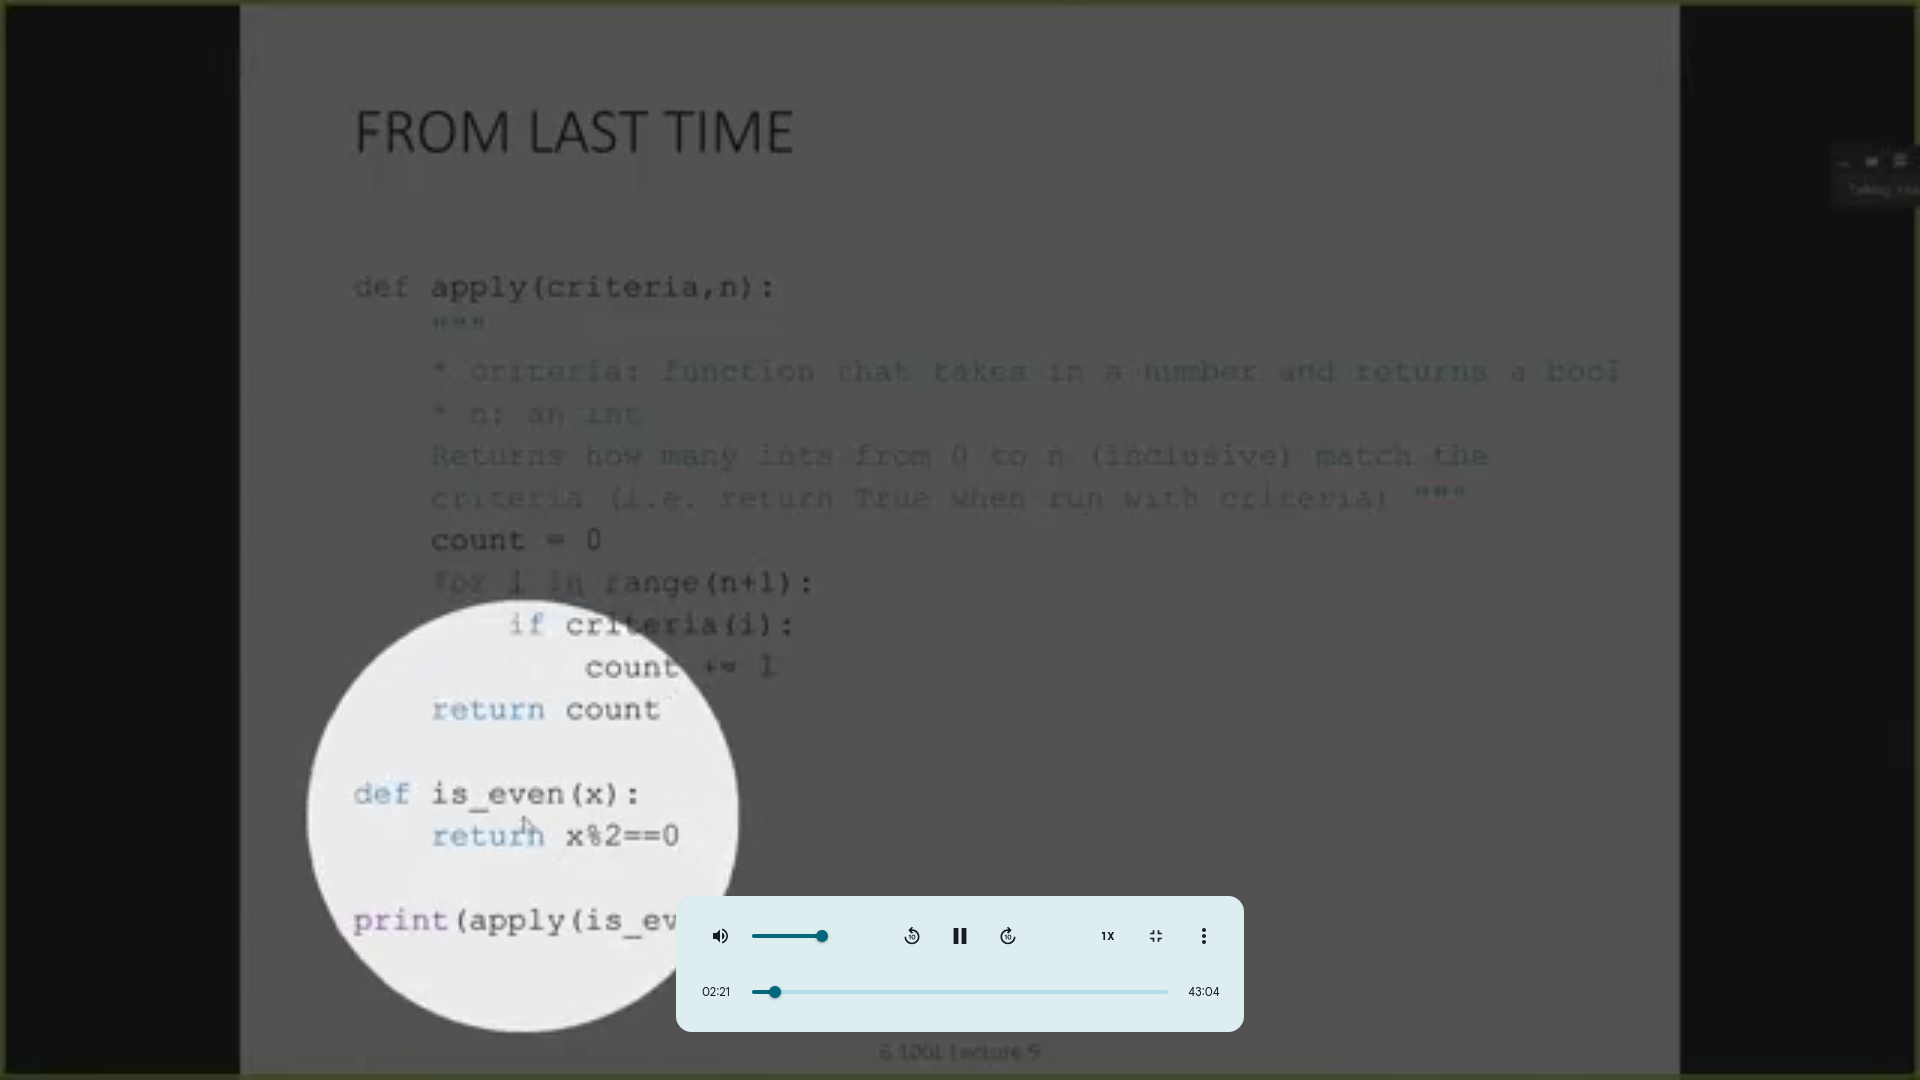 FROM LAST TIME
def apply(criteria,n):
"""
* criteria: function that takes in a number and returns a bool
* n: an int
Returns how many ints from 0 to n (inclusive) match the
criteria (i.e. return True when run with criteria) """
count = 0
for i in range(n+1):
if criteria(i):
count += 1
return count
def is_even(x):
return x%2==0
print(apply(is_ev
10
10
1X
02:21
43:04
6.100L Lecture 9